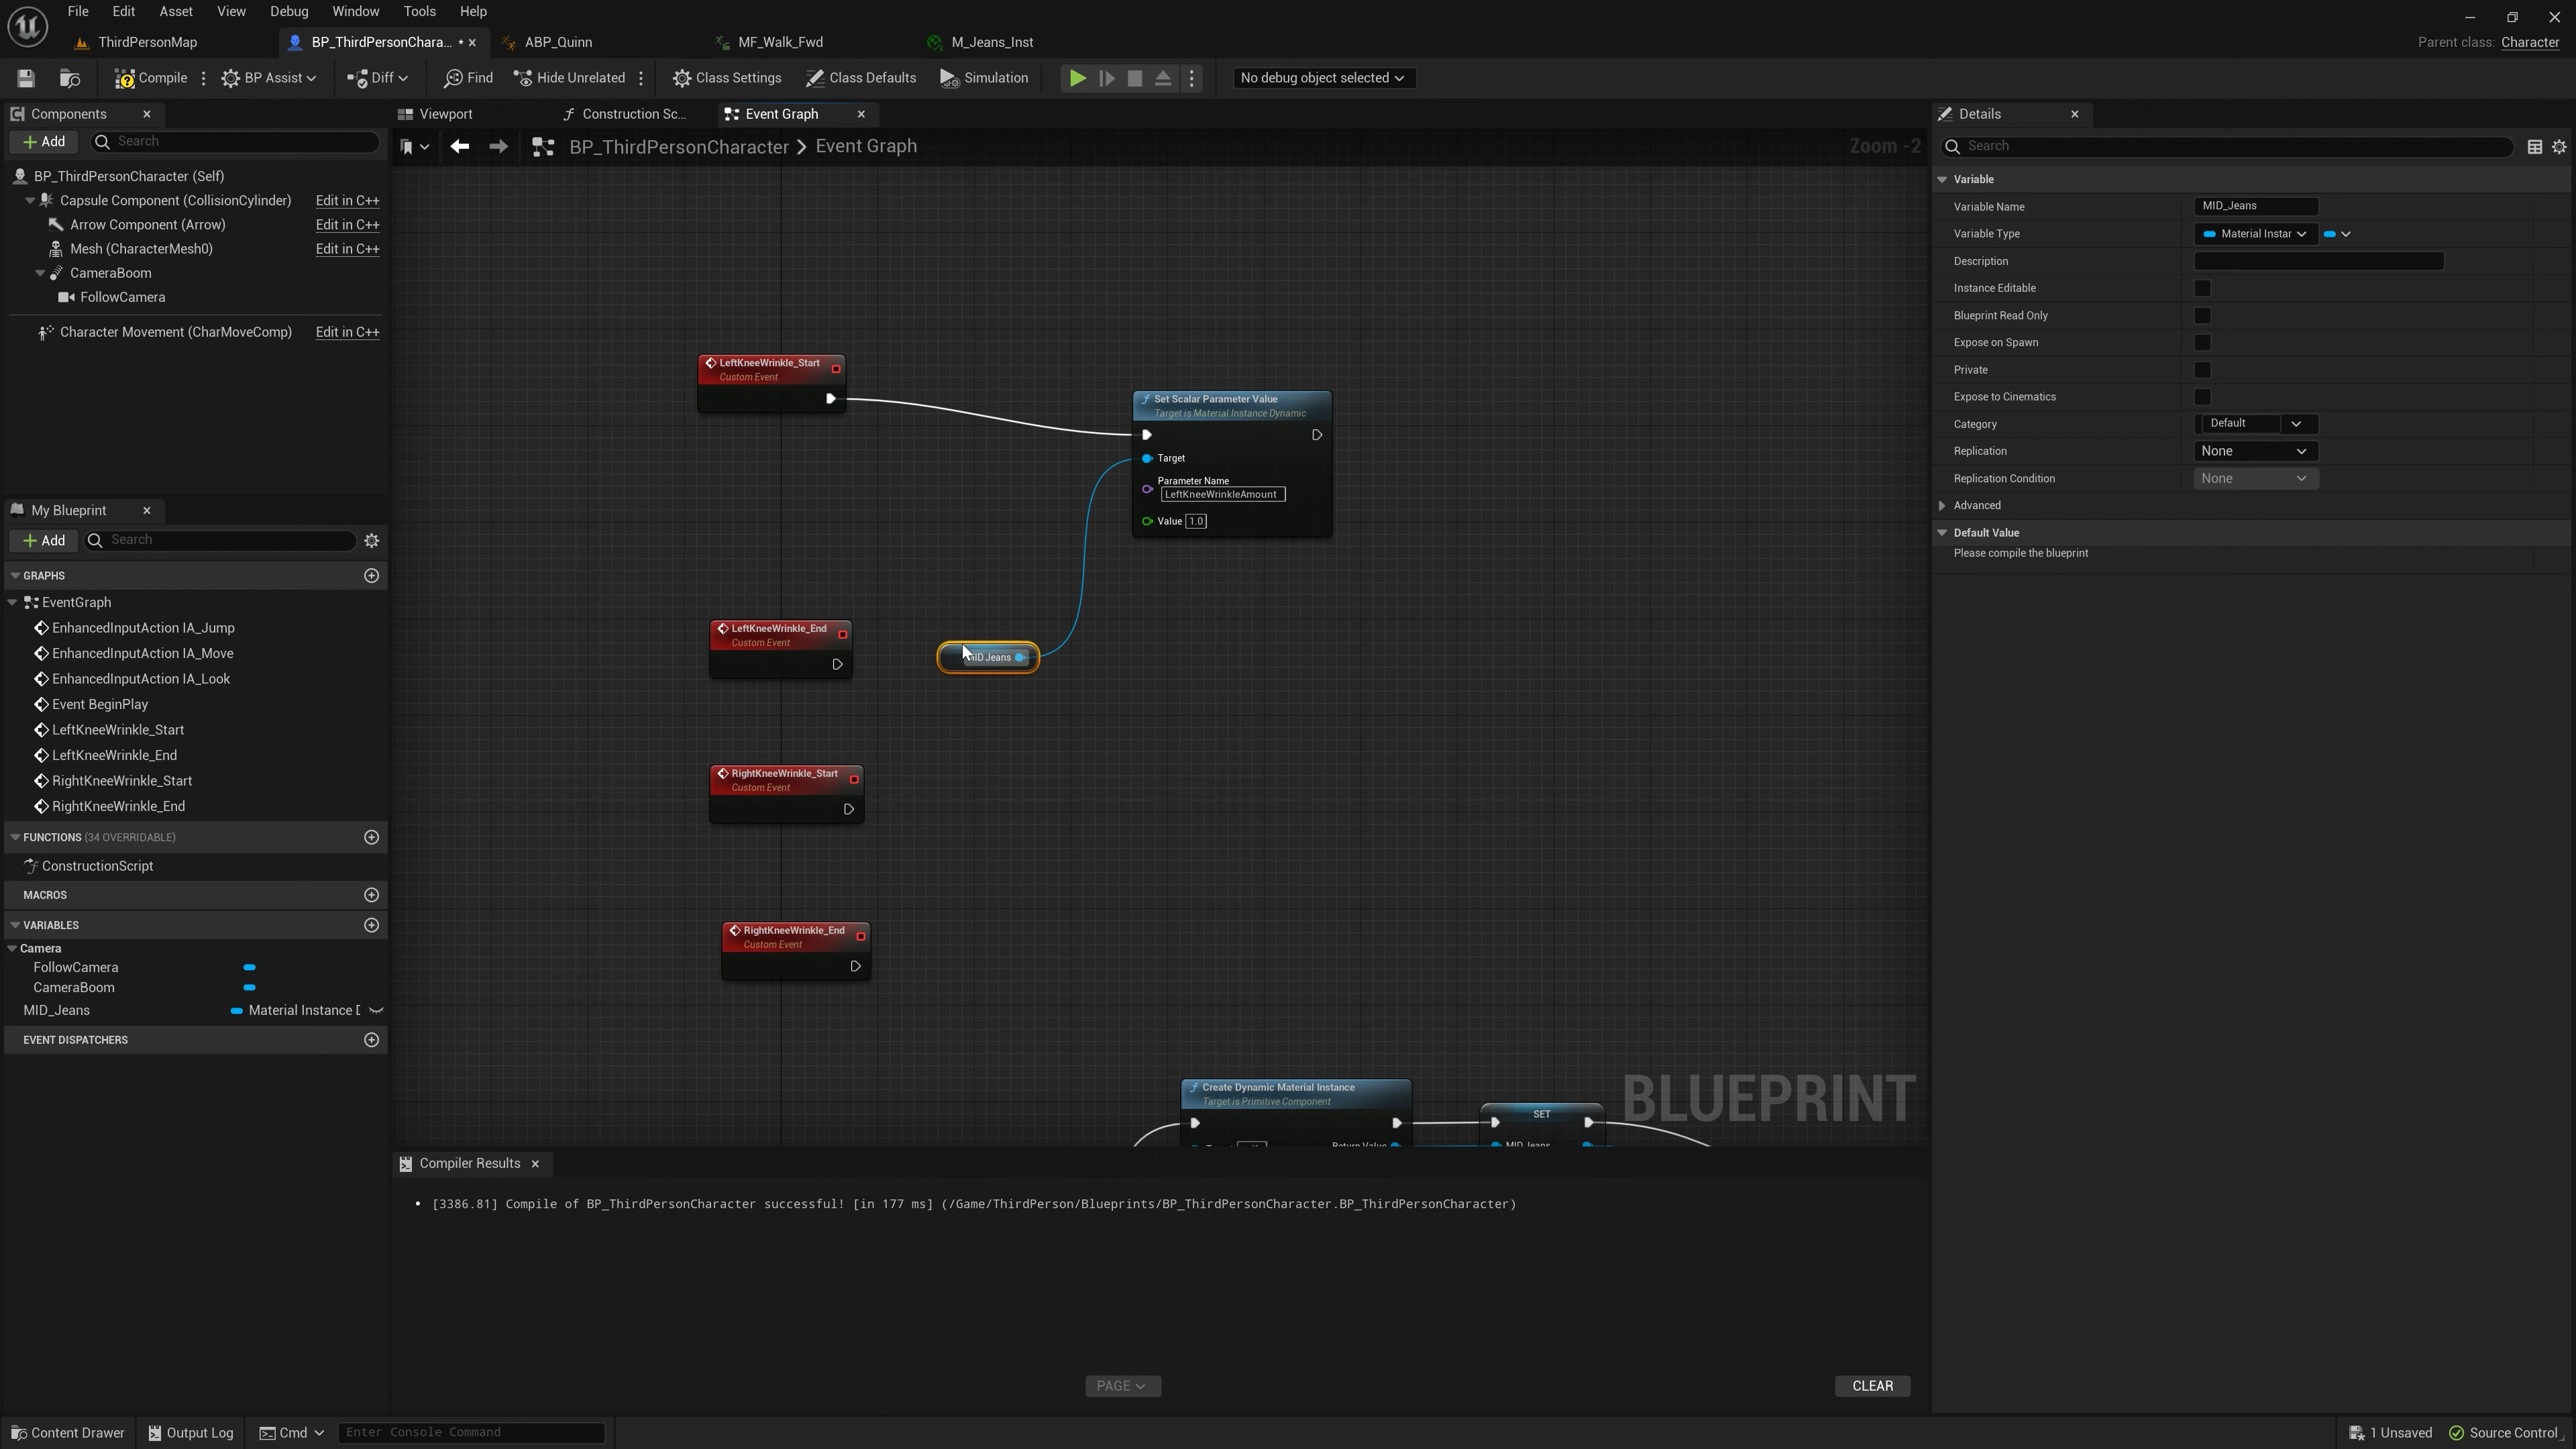 File Edit Asset View Debug Window Tools Help
ThirdPersonMap BP_ThirdPersonChara... * ABP_Quinn MF_Walk_Fwd M_Jeans_Inst Parent class: Character
Compile BP Assist Diff Find Hide Unrelated Class Settings Class Defaults Simulation No debug object selected
Components
Add Search
BP_ThirdPersonCharacter (Self)
Capsule Component (CollisionCylinder) Edit in C++
Arrow Component (Arrow) Edit in C++
Mesh (CharacterMesh0) Edit in C++
CameraBoom
FollowCamera
Character Movement (CharMoveComp) Edit in C++
My Blueprint
Add Search
GRAPHS
EventGraph
EnhancedInputAction IA_Jump
EnhancedInputAction IA_Move
EnhancedInputAction IA_Look
Event BeginPlay
LeftKneeWrinkle_Start
LeftKneeWrinkle_End
RightKneeWrinkle_Start
RightKneeWrinkle_End
FUNCTIONS (34 OVERRIDABLE)
ConstructionScript
MACROS
VARIABLES
Camera
FollowCamera
CameraBoom
MID_Jeans Material Instance
EVENT DISPATCHERS
Viewport Construction Sc... Event Graph
BP_ThirdPersonCharacter > Event Graph Zoom -2
LeftKneeWrinkle_Start
Custom Event
Set Scalar Parameter Value
Target is Material Instance Dynamic
Target
Parameter Name
LeftKneeWrinkleAmount
Value 1.0
LeftKneeWrinkle_End
Custom Event
Jeans
RightKneeWrinkle_Start
Custom Event
RightKneeWrinkle_End
Custom Event
Create Dynamic Material Instance
Target is Primitive Component
SET
BLUEPRINT
Return Value MID Jeans
Compiler Results
• [3386.81] Compile of BP_ThirdPersonCharacter successful! [in 177 ms] (/Game/ThirdPerson/Blueprints/BP_ThirdPersonCharacter.BP_ThirdPersonCharacter)
PAGE CLEAR
Details
Search
Variable
Variable Name MID_Jeans
Variable Type Material Instar
Description
Instance Editable
Blueprint Read Only
Expose on Spawn
Private
Expose to Cinematics
Category Default
Replication None
Replication Condition None
Advanced
Default Value
Please compile the blueprint
Content Drawer Output Log Cmd Enter Console Command 1 Unsaved Source Control